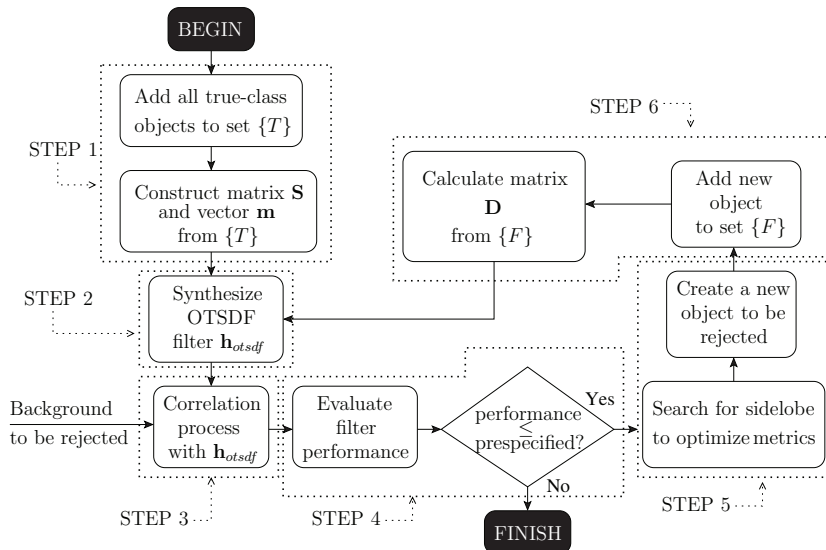 BEGIN
Add all true-class
objects to set {T}
STEP 1
Construct matrix S
and vector m
from {T}
STEP 2
Synthesize
OTSDF
filter h_otsdf
Background
to be rejected
Correlation
process
with h_otsdf
STEP 3
Evaluate
filter
performance
STEP 4
performance
≤
prespecified?
Yes
No
FINISH
Search for sidelobe
to optimize metrics
STEP 5
Create a new
object to be
rejected
Add new
object
to set {F}
STEP 6
Calculate matrix
D
from {F}